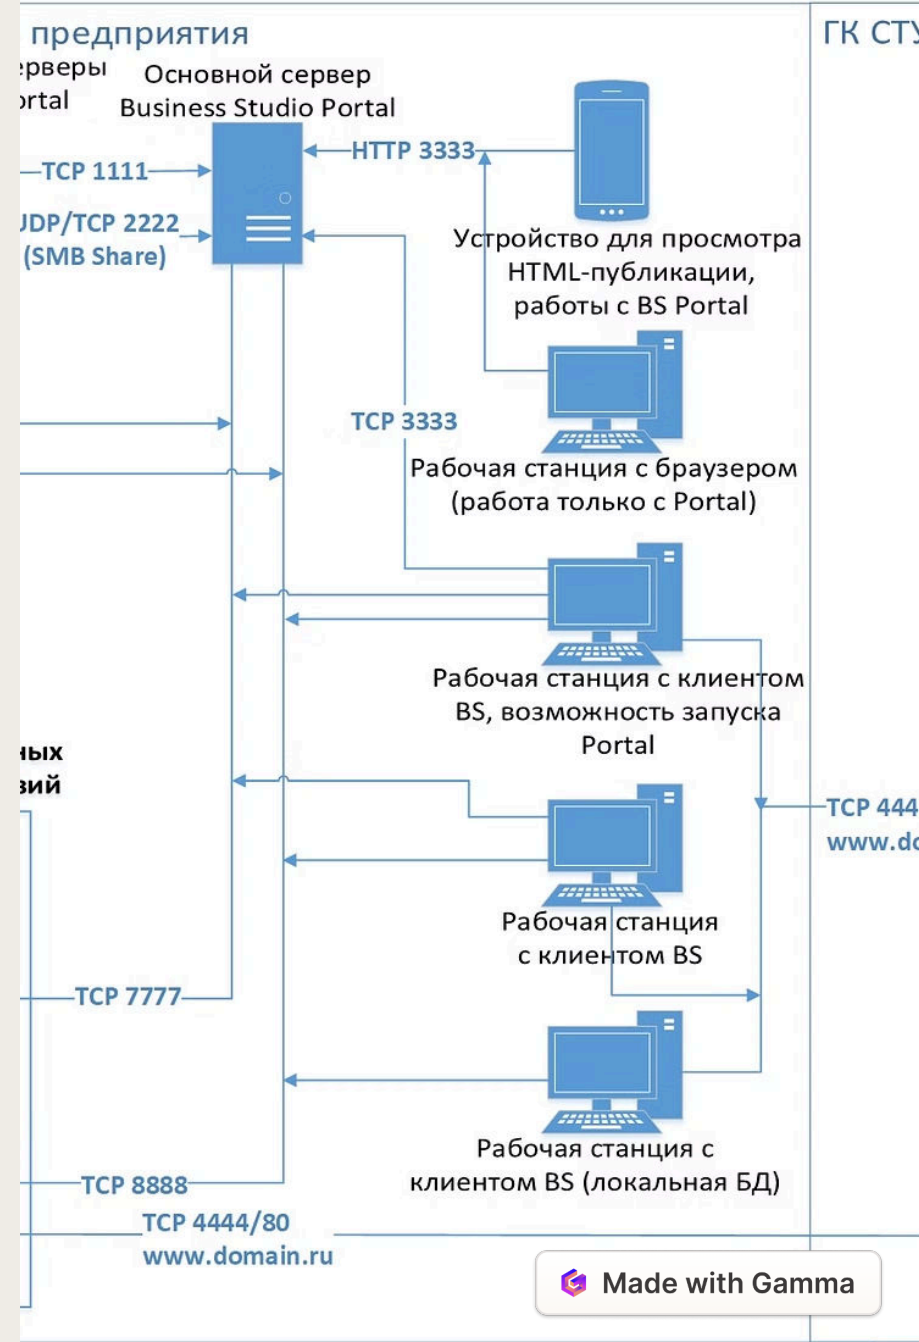 предприятия
ГК СТУ
ерверы
ortal
Основной сервер
Business Studio Portal
HTTP 3333
TCP 1111
UDP/TCP 2222
(SMB Share)
Устройство для просмотра
HTML-публикации,
работы с BS Portal
TCP 3333
Рабочая станция с браузером
(работа только с Portal)
Рабочая станция с клиентом
BS, возможность запуска
Portal
ных
вий
TCP 444
www.do
Рабочая станция
с клиентом BS
TCP 7777
Рабочая станция с
клиентом BS (локальная БД)
TCP 8888
TCP 4444/80
www.domain.ru
Made with Gamma